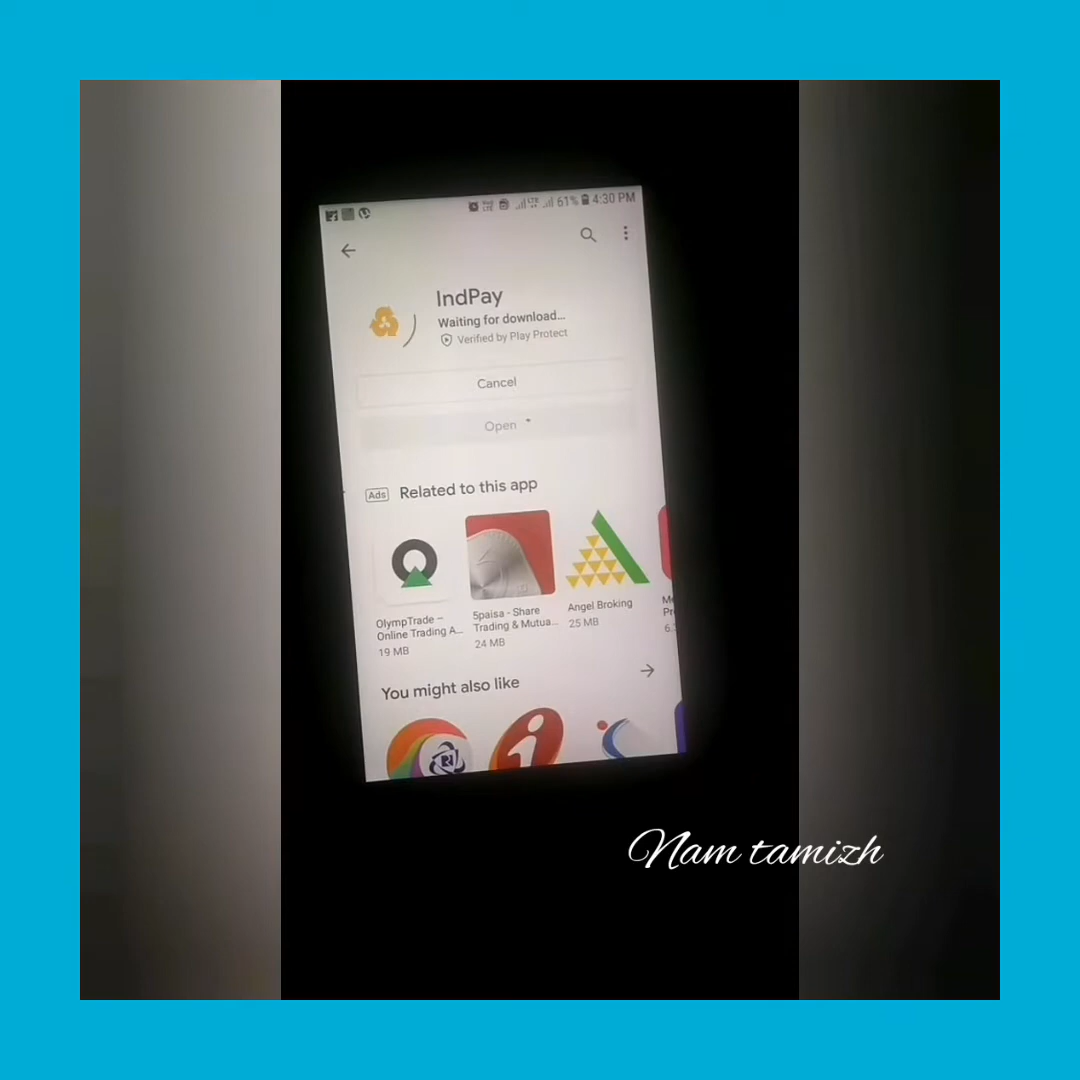 61% 4:30 PM
IndPay
Waiting for download...
Verified by Play Protect
Cancel
Open
Ads Related to this app
OlympTrade –
Online Trading A...
19 MB
5paisa - Share
Trading & Mutua...
24 MB
Angel Broking
25 MB
You might also like
Nam tamizh